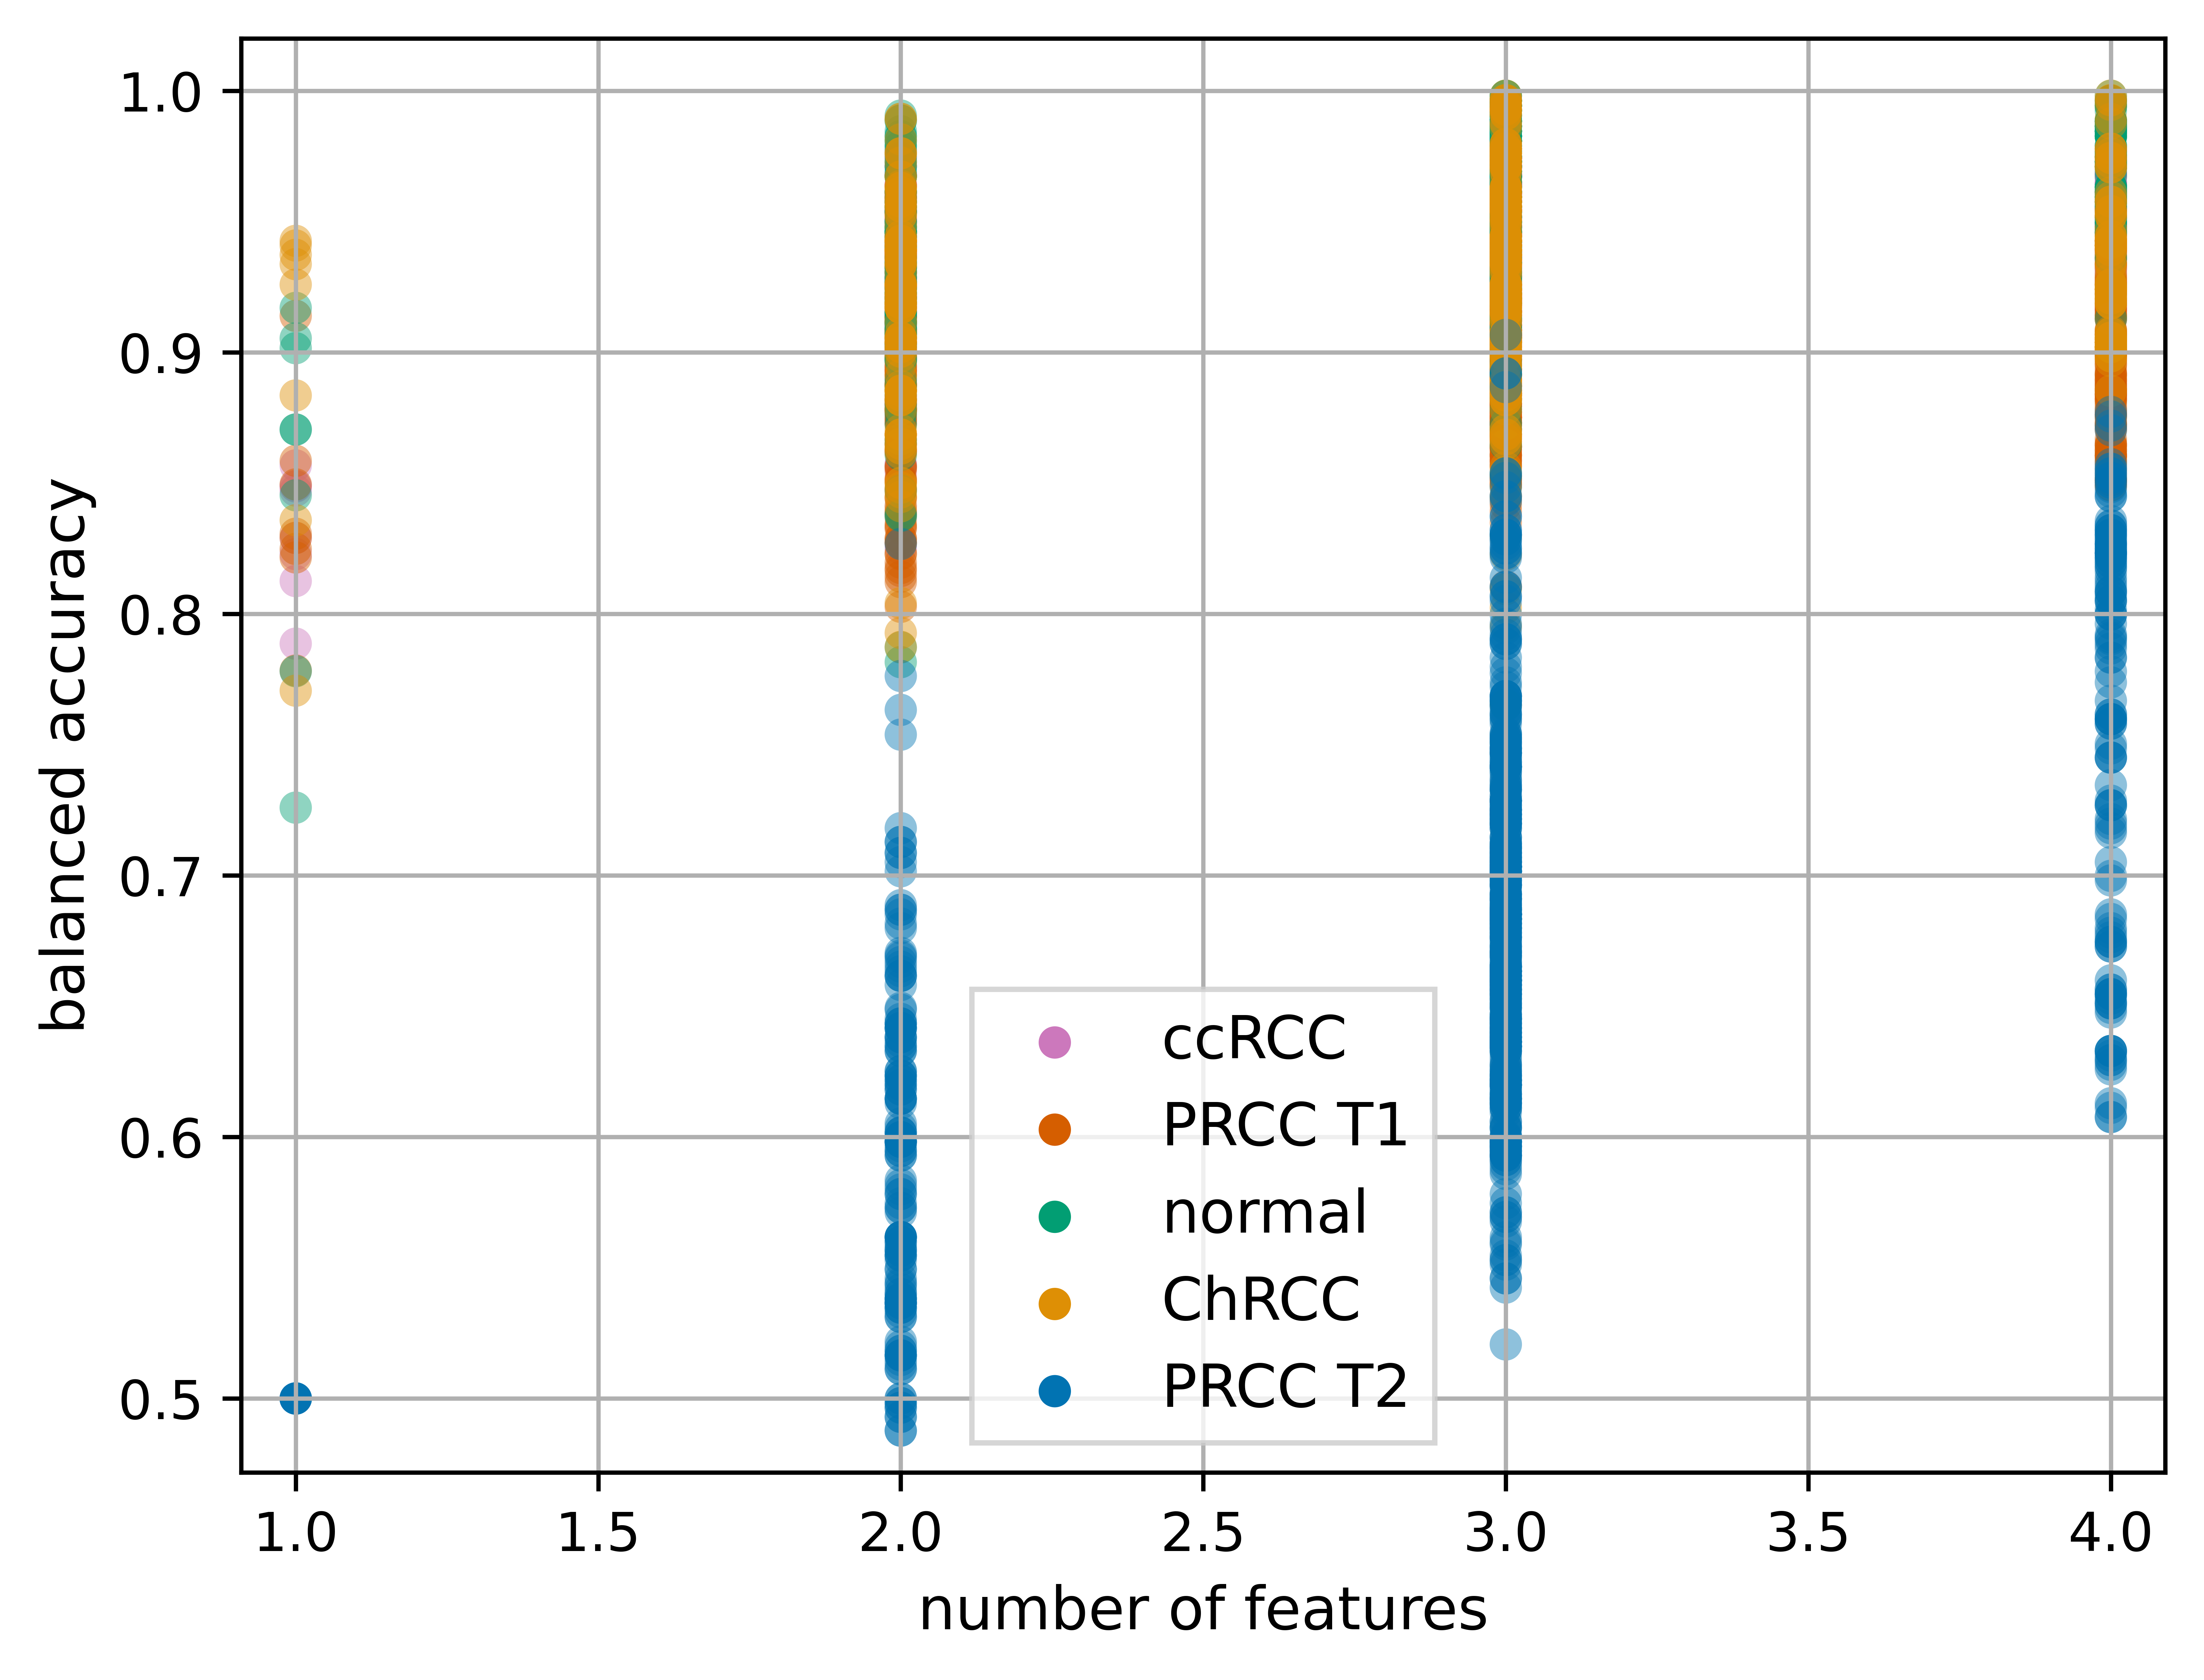 1.0
0.9
0.8
0.7
0.6
0.5
balanced accuracy
ccRCC
PRCC T1
normal
ChRCC
PRCC T2
1.0 1.5 2.0 2.5 3.0 3.5 4.0
number of features